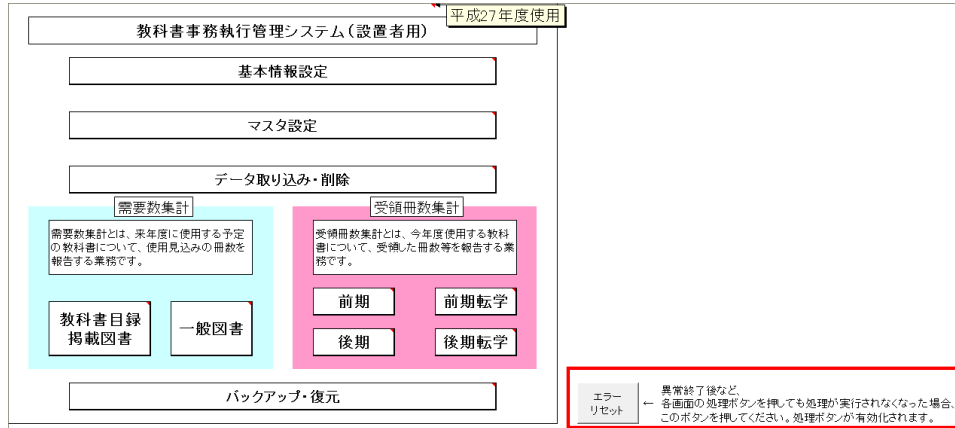 平成27年度使用
教科書事務執行管理システム(設置者用)
基本情報設定
マスタ設定
データ取り込み・削除
需要数集計
需要数集計とは、来年度に使用する予定
の教科書について、使用見込みの冊数を
報告する業務です。
教科書目録
掲載図書
一般図書
受領冊数集計
受領冊数集計とは、今年度使用する教科
書について、受領した冊数等を報告する業
務です。
前期
前期転学
後期
後期転学
バックアップ・復元
エラー
リセット
← 異常終了後など、
各画面の処理ボタンを押しても処理が実行されなくなった場合、
このボタンを押してください。処理ボタンが有効化されます。